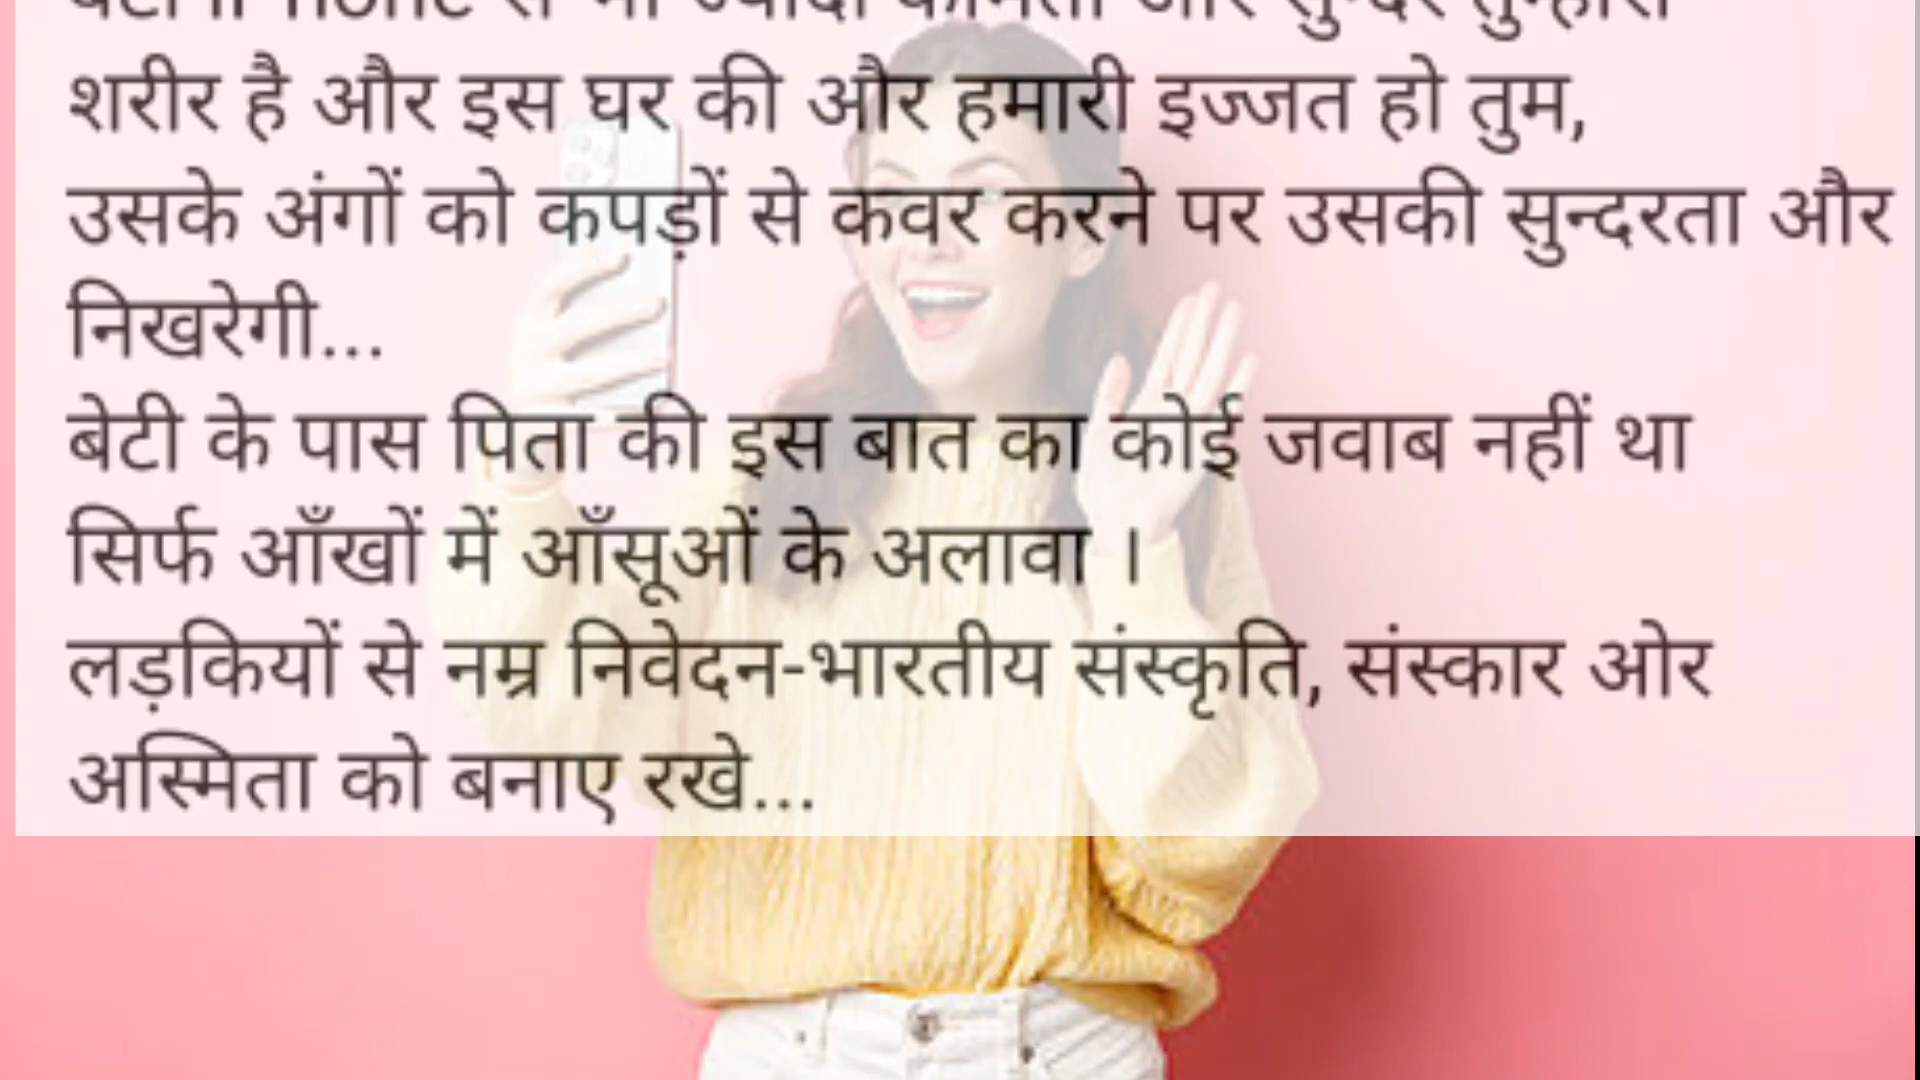 शरीर है और इस घर की और हमारी इज्जत हो तुम,
उसके अंगों को कपड़ों से कवर करने पर उसकी सुन्दरता और
निखरेगी...
बेटी के पास पिता की इस बात का कोई जवाब नहीं था
सिर्फ आँखों में आँसूओं के अलावा ।
लड़कियों से नम्र निवेदन-भारतीय संस्कृति, संस्कार ओर
अस्मिता को बनाए रखे...